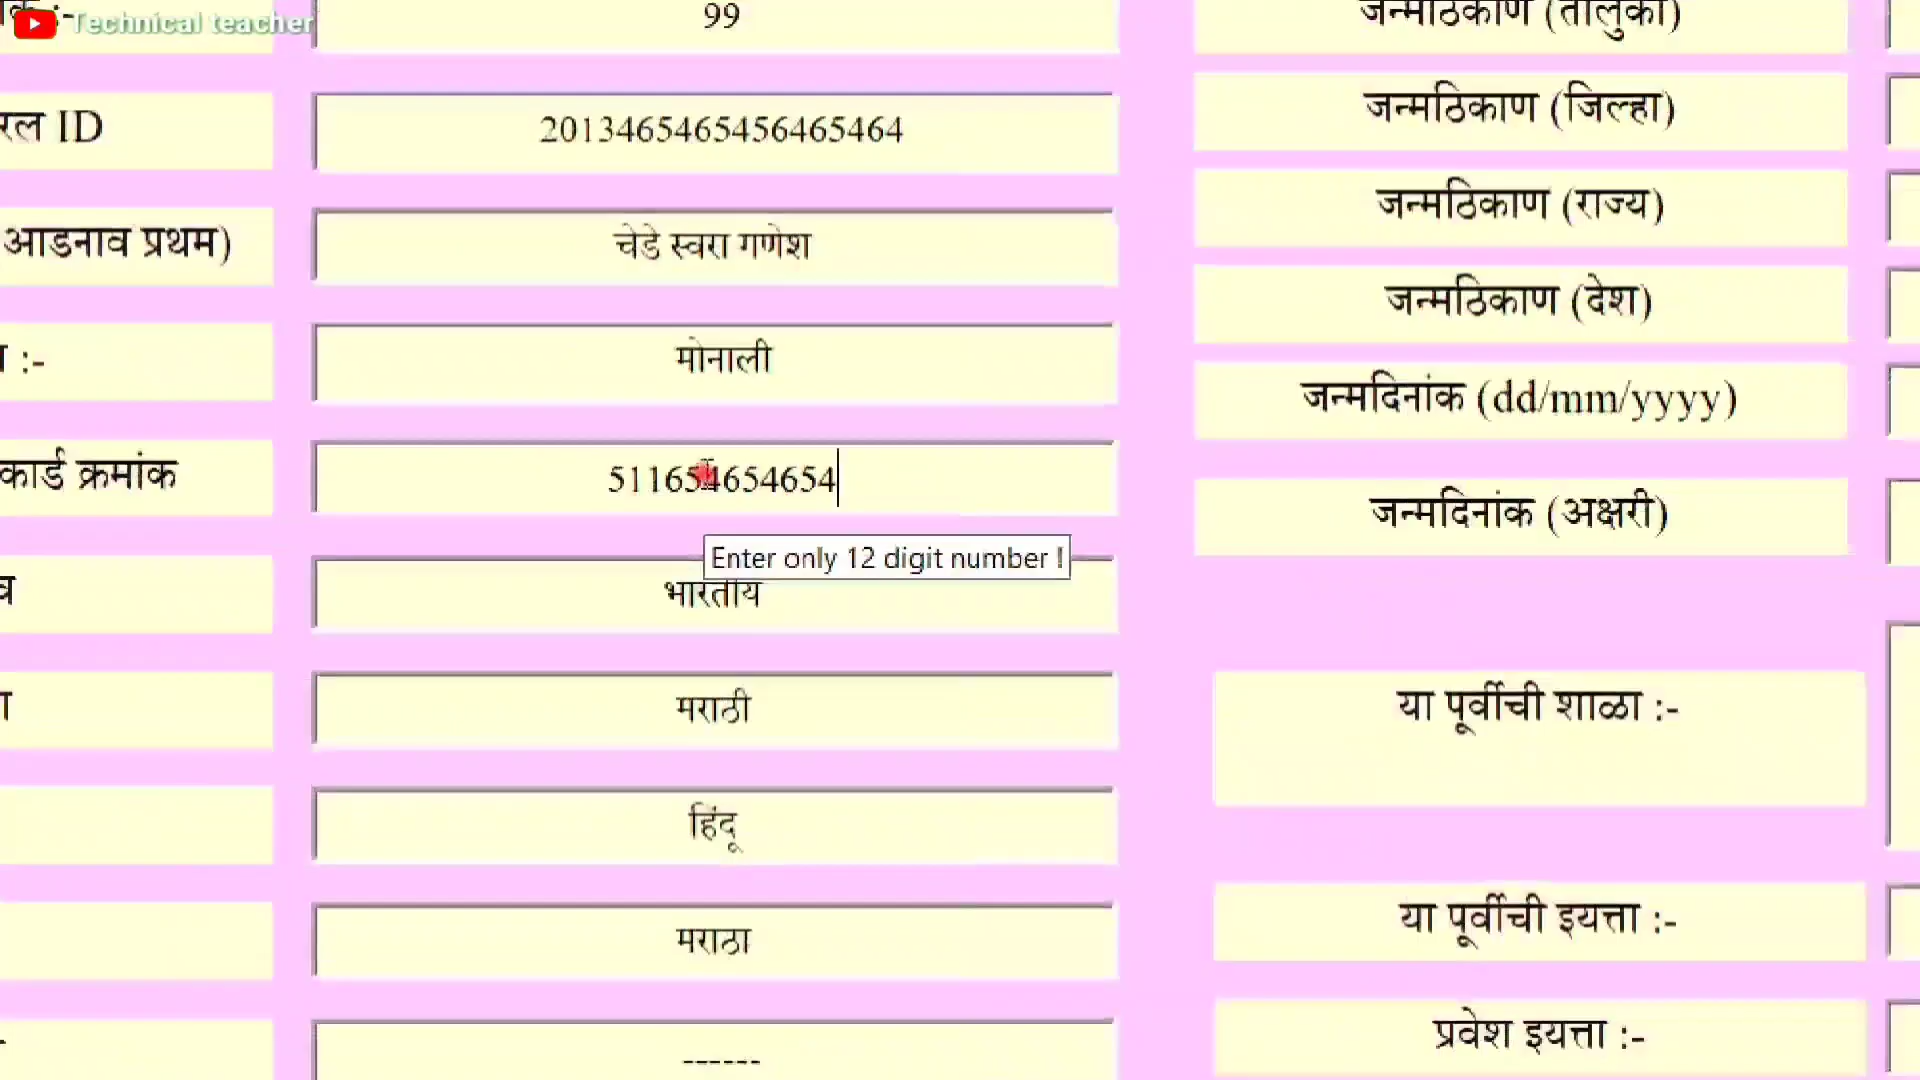 Technical teacher
99
रल ID
2013465465456465464
आडनाव प्रथम)
चेडे स्वरा गणेश
:-
मोनाली
कार्ड क्रमांक
511654654654
Enter only 12 digit number !
भारतीय
मराठी
हिंदू
मराठा
------
जन्मठिकाण (तालुका)
जन्मठिकाण (जिल्हा)
जन्मठिकाण (राज्य)
जन्मठिकाण (देश)
जन्मदिनांक (dd/mm/yyyy)
जन्मदिनांक (अक्षरी)
या पूर्वीची शाळा :-
या पूर्वीची इयत्ता :-
प्रवेश इयत्ता :-